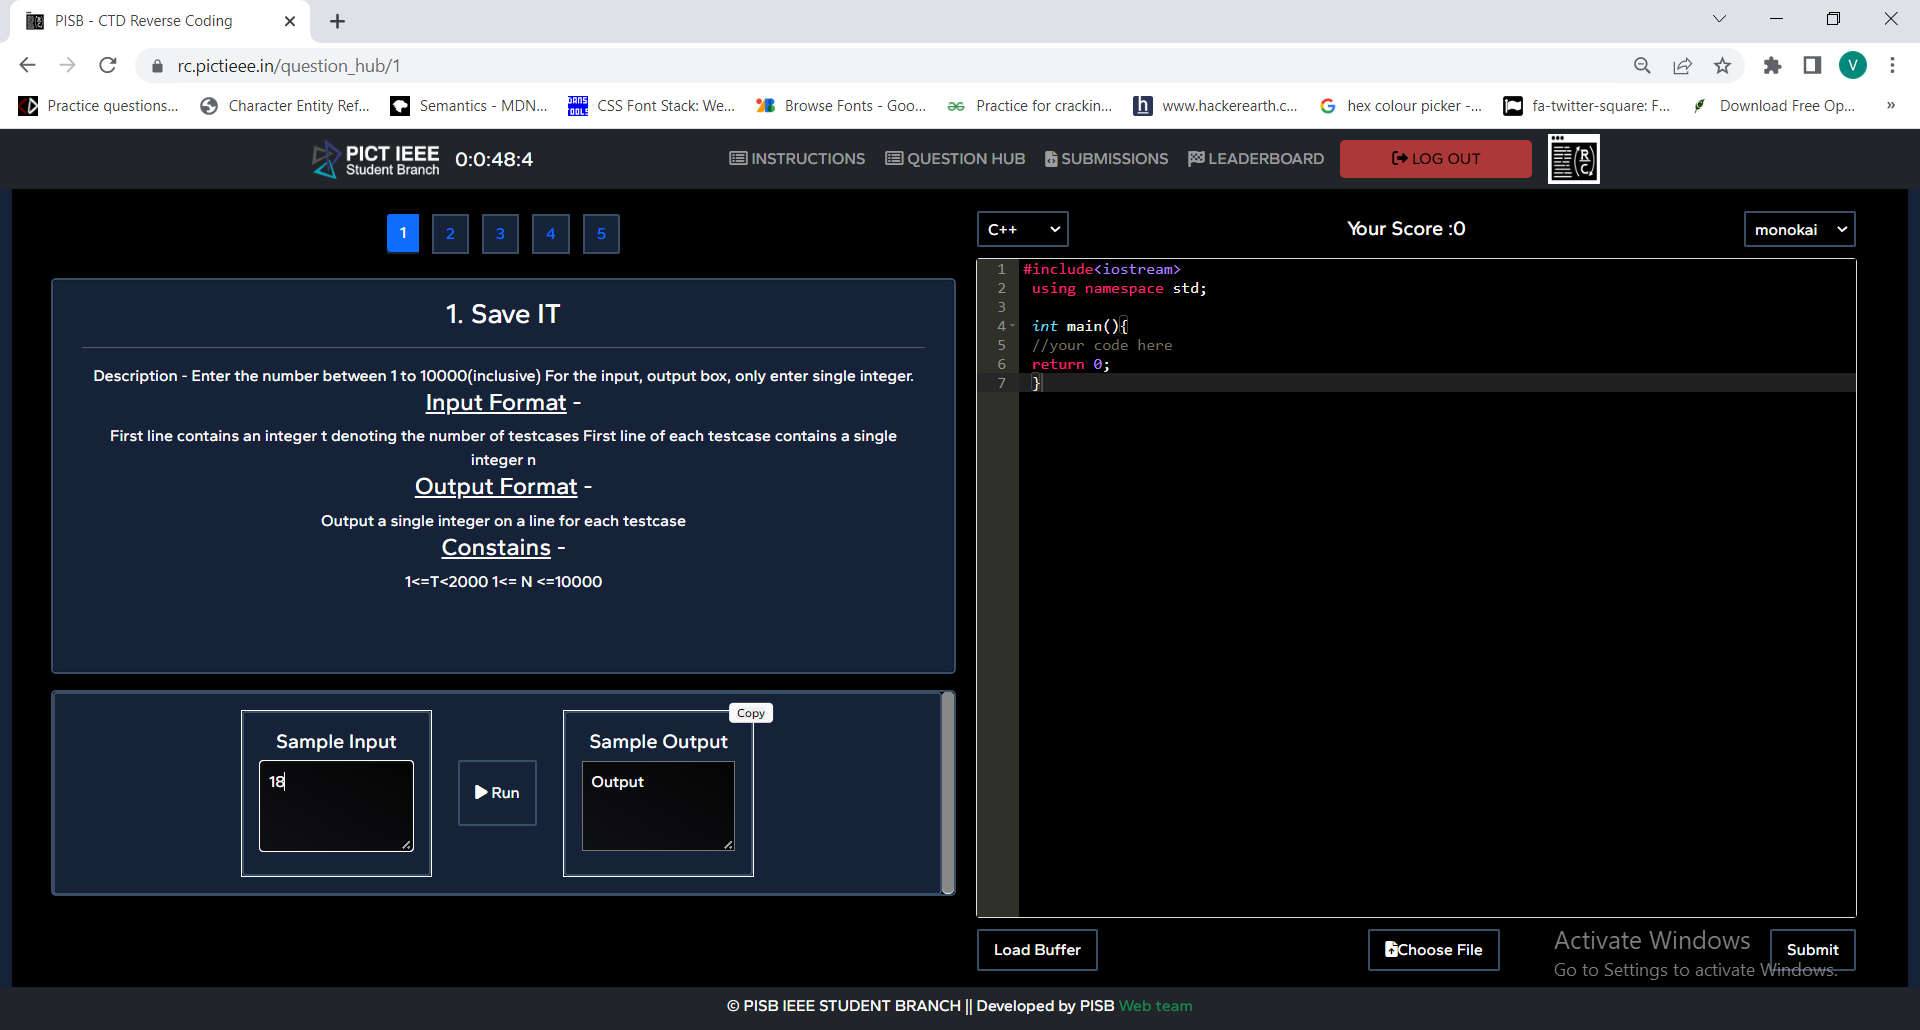 PISB - CTD Reverse Coding
rc.pictieee.in/question_hub/1
V
Practice questions...
Character Entity Ref...
Semantics - MDN...
CSS Font Stack: We...
Browse Fonts - Goo...
Practice for crackin...
www.hackerearth.c...
hex colour picker -...
fa-twitter-square: F...
Download Free Op...
»
PICT IEEE
Student Branch
0:0:48:4
INSTRUCTIONS
QUESTION HUB
SUBMISSIONS
LEADERBOARD
LOG OUT
1
2
3
4
5
C++
Your Score :0
monokai
1. Save IT
Description - Enter the number between 1 to 10000(inclusive) For the input, output box, only enter single integer.
Input Format -
First line contains an integer t denoting the number of testcases First line of each testcase contains a single
integer n
Output Format -
Output a single integer on a line for each testcase
Constains -
1<=T<2000 1<= N <=10000
Copy
Sample Input
18
Run
Sample Output
Output
1 #include<iostream>
2 using namespace std;
3
4 int main(){
5 //your code here
6 return 0;
7 }
Load Buffer
Choose File
Submit
Activate Windows
Go to Settings to activate Windows.
© PISB IEEE STUDENT BRANCH || Developed by PISB Web team